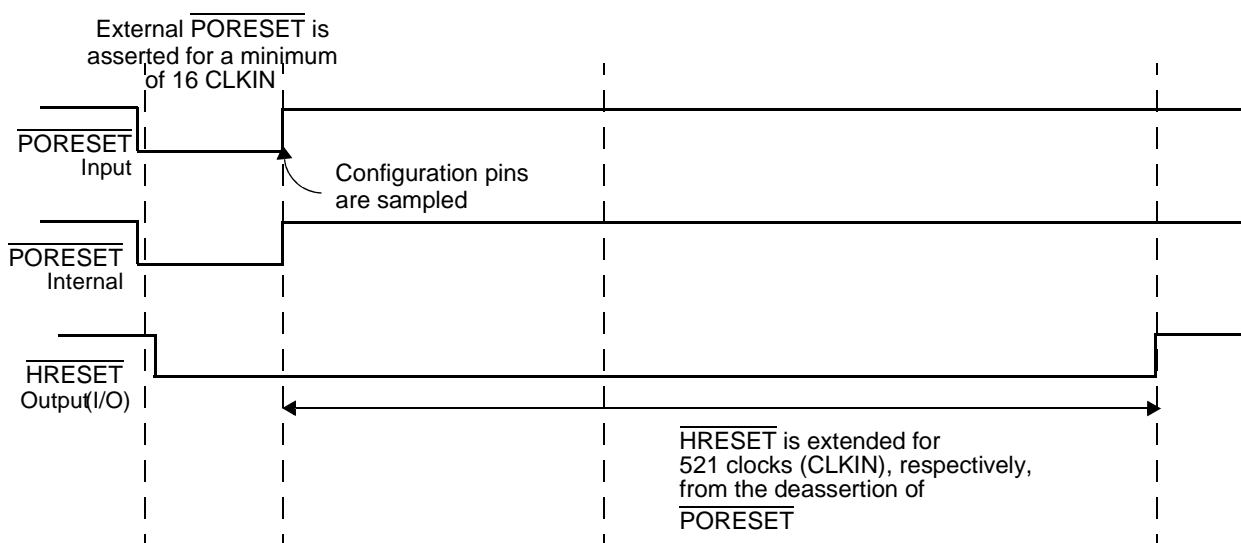 External PORESET is
asserted for a minimum
of 16 CLKIN
PORESET
Input
Configuration pins
are sampled
PORESET
Internal
HRESET
Output(I/O)
HRESET is extended for
521 clocks (CLKIN), respectively,
from the deassertion of
PORESET